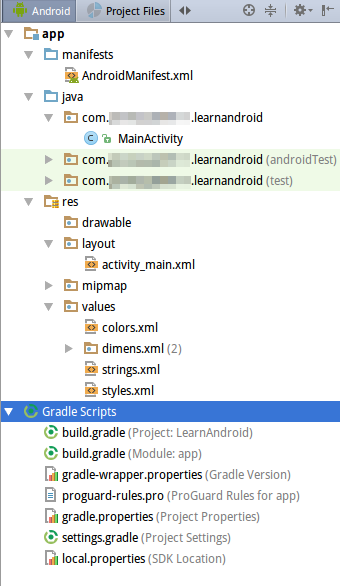 Android Project Files
app
manifests
AndroidManifest.xml
java
com. .learnandroid
MainActivity
com. .learnandroid (androidTest)
com. .learnandroid (test)
res
drawable
layout
activity_main.xml
mipmap
values
colors.xml
dimens.xml (2)
strings.xml
styles.xml
Gradle Scripts
build.gradle (Project: LearnAndroid)
build.gradle (Module: app)
gradle-wrapper.properties (Gradle Version)
proguard-rules.pro (ProGuard Rules for app)
gradle.properties (Project Properties)
settings.gradle (Project Settings)
local.properties (SDK Location)